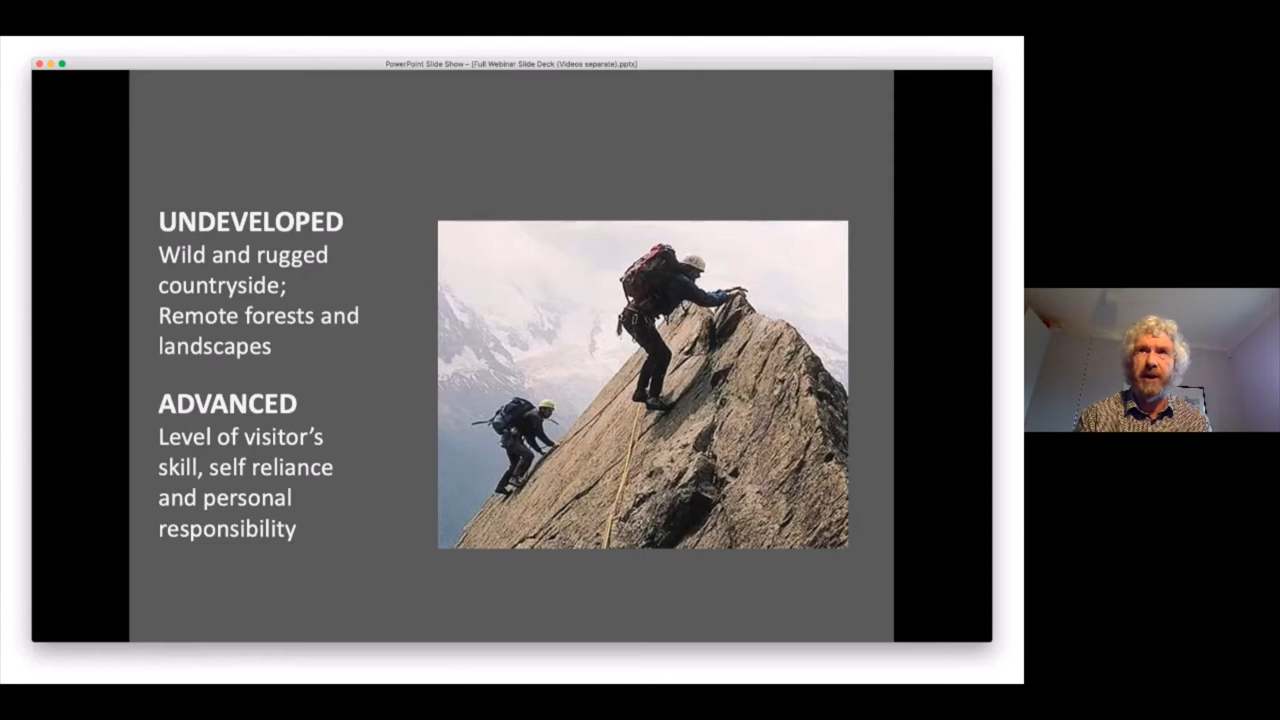 PowerPoint Slide Show – [Full Webinar Slide Deck (Videos separate).pptx]
UNDEVELOPED
Wild and rugged
countryside;
Remote forests and
landscapes
ADVANCED
Level of visitor's
skill, self reliance
and personal
responsibility